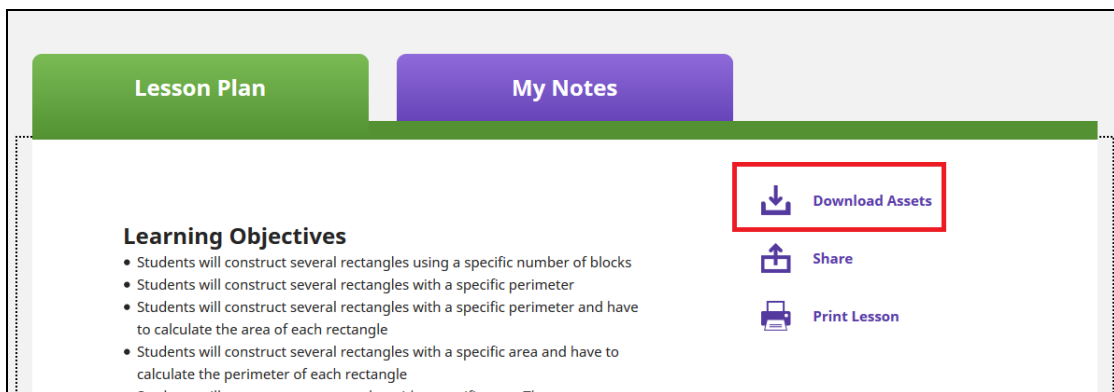 Lesson Plan
My Notes
Download Assets
Share
Print Lesson
Learning Objectives
• Students will construct several rectangles using a specific number of blocks
• Students will construct several rectangles with a specific perimeter
• Students will construct several rectangles with a specific perimeter and have
to calculate the area of each rectangle
• Students will construct several rectangles with a specific area and have to
calculate the perimeter of each rectangle